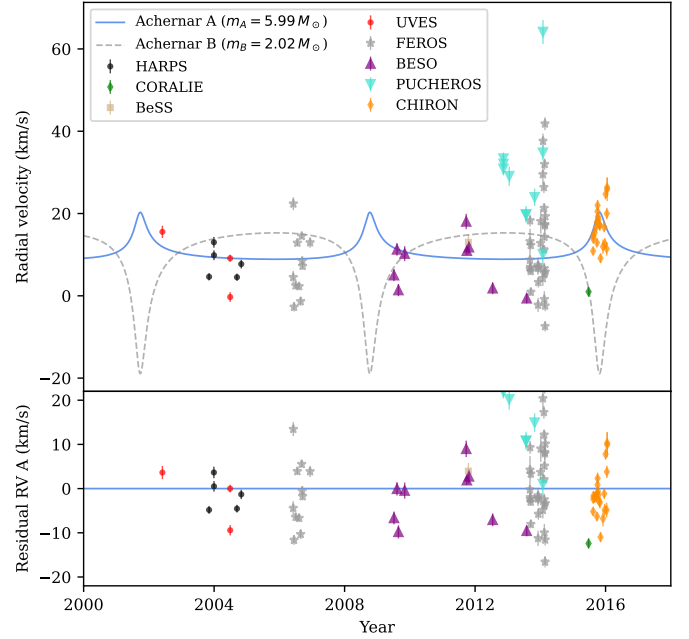 Achernar A (m_A = 5.99 M_⊙)
Achernar B (m_B = 2.02 M_⊙)
HARPS
CORALIE
BeSS
UVES
FEROS
BESO
PUCHEROS
CHIRON
Radial velocity (km/s)
60
40
20
0
−20
Residual RV A (km/s)
20
10
0
−10
−20
2000 2004 2008 2012 2016
Year